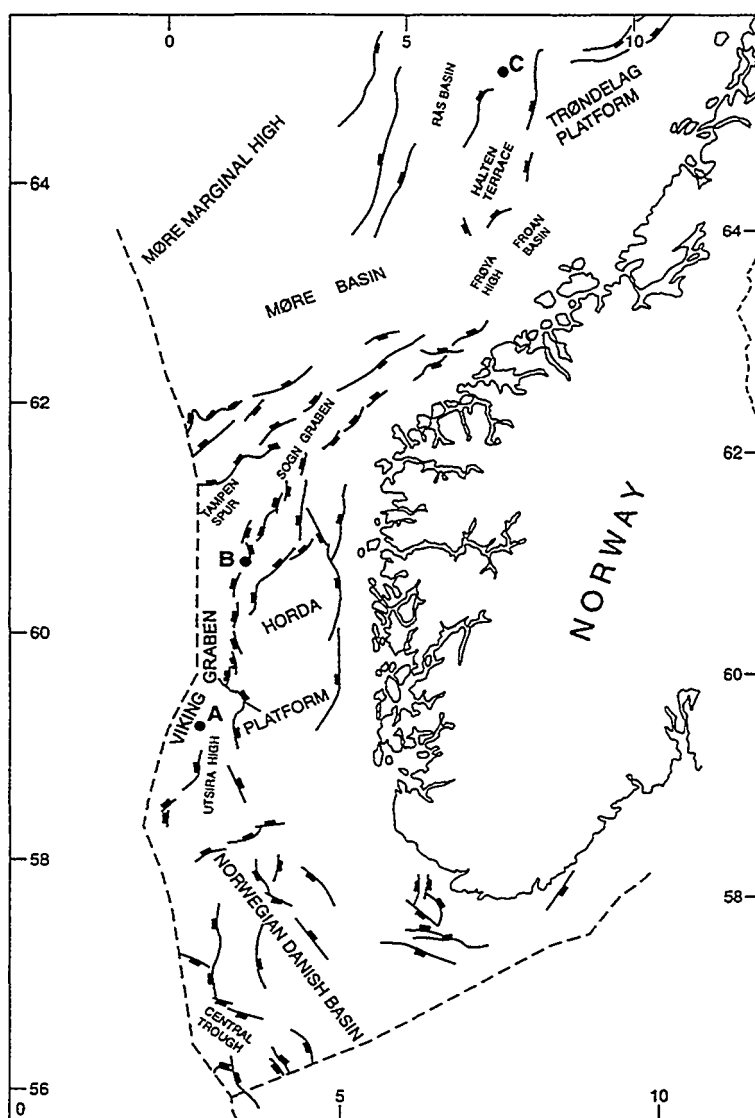 0 5 10
C
RÅS BASIN
TRØNDELAG
PLATFORM
MØRE MARGINAL HIGH
64
HALTEN
TERRACE
64
FROAN
BASIN
FRØYA
HIGH
MØRE BASIN
62
62
SOGN GRABEN
TAMPEN
SPUR
B
NORWAY
HORDA
60
60
VIKING GRABEN
PLATFORM
A
UTSIRA HIGH
58
58
NORWEGIAN DANISH BASIN
CENTRAL
TROUGH
56
0 5 10